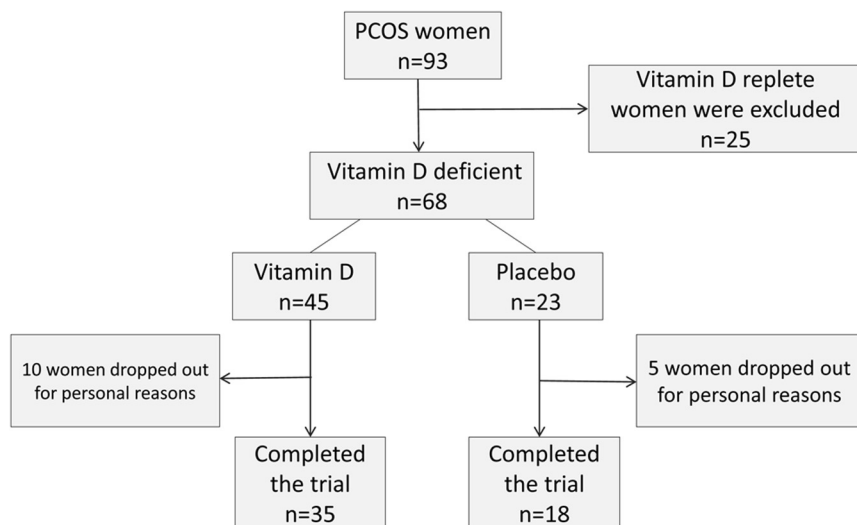 PCOS women
n=93
Vitamin D replete
women were excluded
n=25
Vitamin D deficient
n=68
Vitamin D
n=45
Placebo
n=23
10 women dropped out
for personal reasons
5 women dropped out
for personal reasons
Completed
the trial
n=35
Completed
the trial
n=18